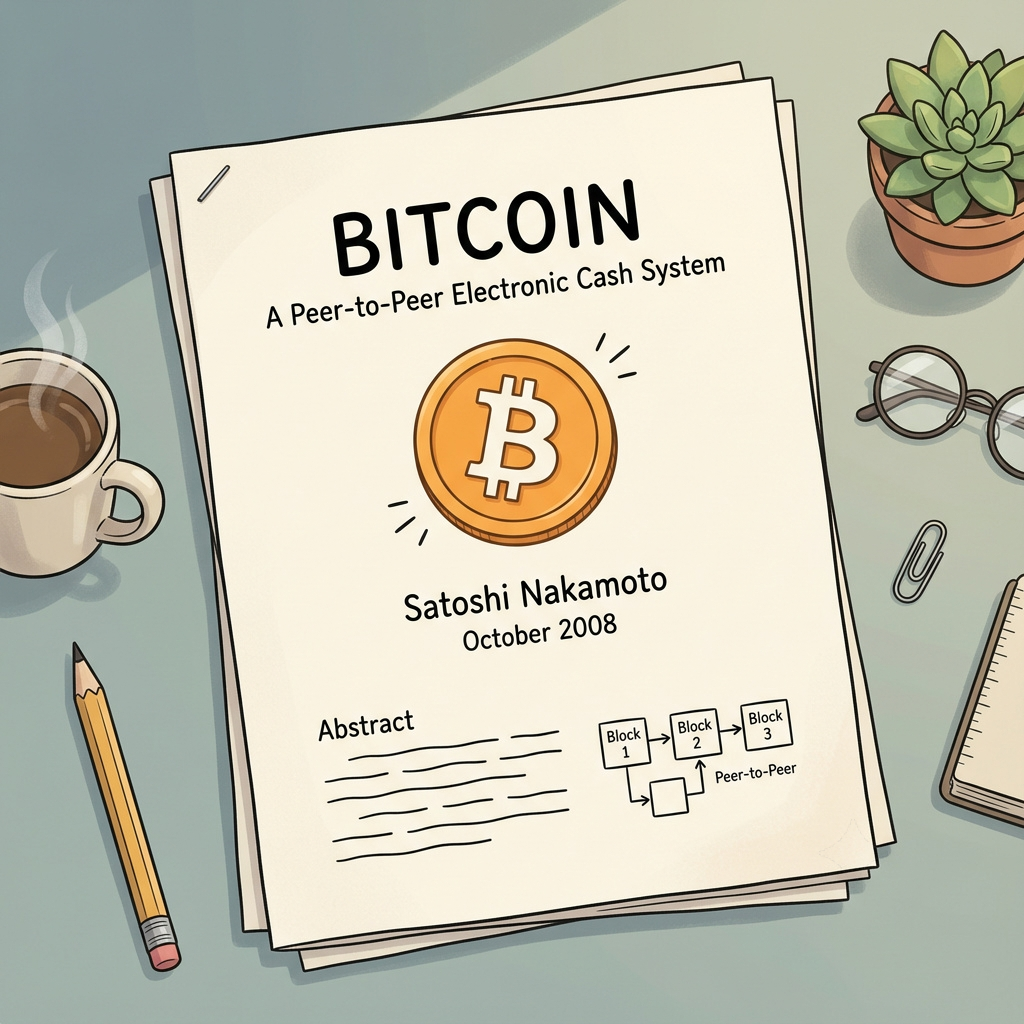 BITCOIN
A Peer-to-Peer Electronic Cash System
Satoshi Nakamoto
October 2008
Abstract
Block
1
Block
2
Block
3
Peer-to-Peer